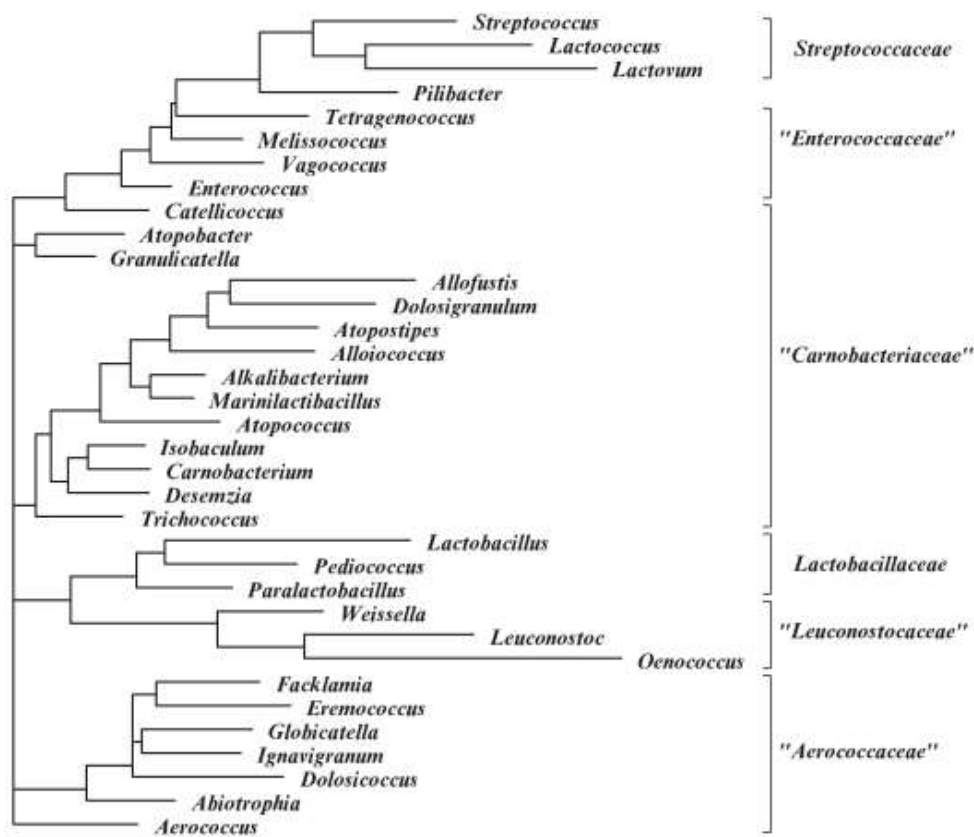 Streptococcus
Lactococcus
Streptococcaceae
Lactovum
Pilibacter
Tetragenococcus
Melissococcus
"Enterococcaceae"
Vagococcus
Enterococcus
Catellicoccus
Atopobacter
Granulicatella
Allofustis
Dolosigranulum
Atopostipes
Alloiococcus
"Carnobacteriaceae"
Alkalibacterium
Marinilactibacillus
Atopococcus
Isobaculum
Carnobacterium
Desemzia
Trichococcus
Lactobacillus
Pediococcus
Lactobacillaceae
Paralactobacillus
Weissella
"Leuconostocaceae"
Leuconostoc
Oenococcus
Facklamia
Eremococcus
Globicatella
Ignavigranum
"Aerococcaceae"
Dolosicoccus
Abiotrophia
Aerococcus